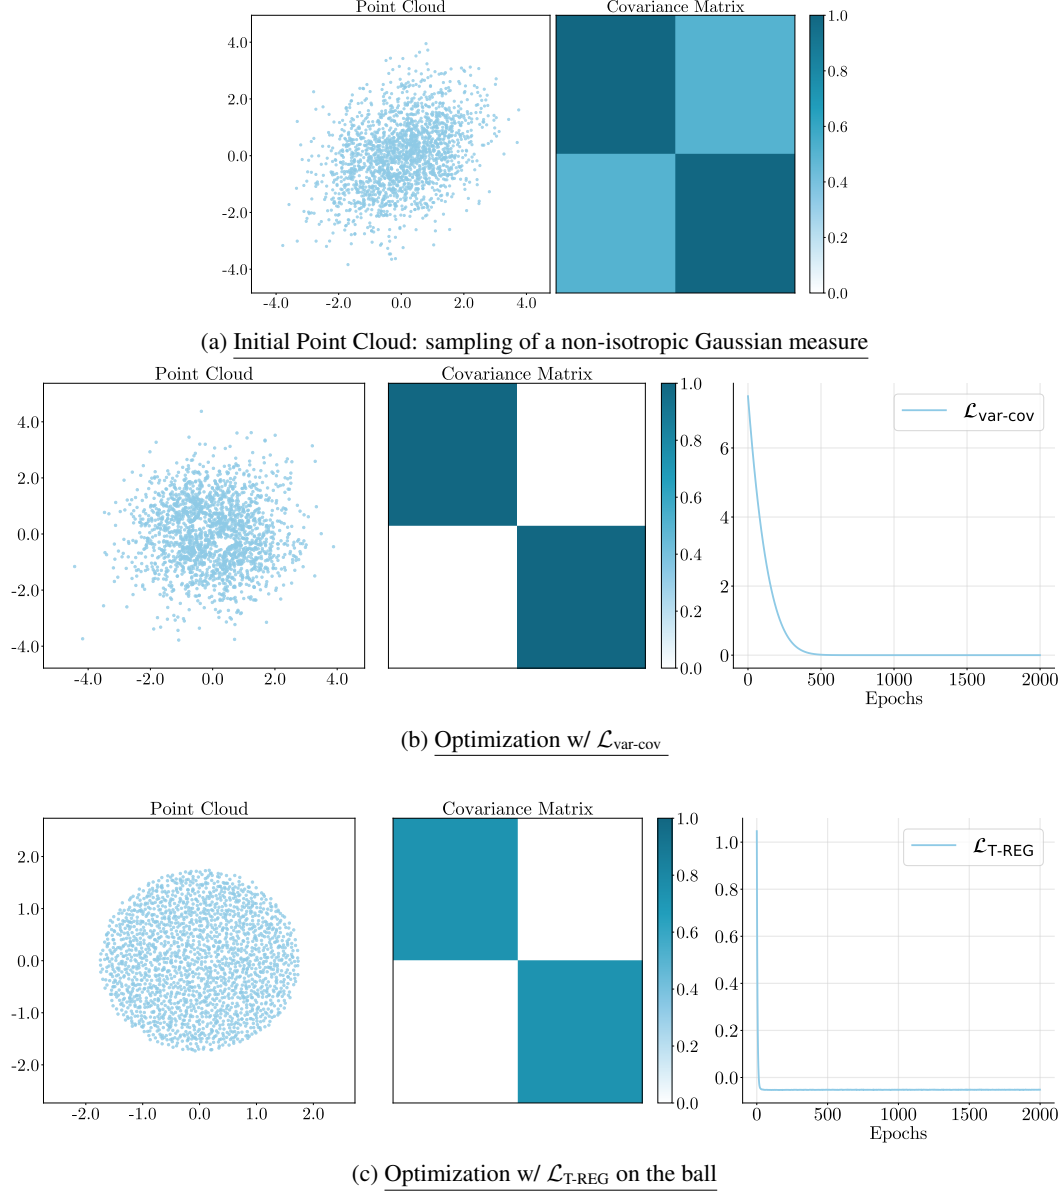 Point Cloud
Covariance Matrix
4.0
2.0
0.0
-2.0
-4.0
-4.0 -2.0 0.0 2.0 4.0
1.0
0.8
0.6
0.4
0.2
0.0
(a) Initial Point Cloud: sampling of a non-isotropic Gaussian measure
Point Cloud
Covariance Matrix
4.0
2.0
0.0
-2.0
-4.0
-4.0 -2.0 0.0 2.0 4.0
1.0
0.8
0.6
0.4
0.2
0.0
ℒvar-cov
6
4
2
0
0 500 1000 1500 2000
Epochs
(b) Optimization w/ ℒvar-cov
Point Cloud
Covariance Matrix
2.0
1.0
0.0
-1.0
-2.0
-2.0 -1.0 0.0 1.0 2.0
1.0
0.8
0.6
0.4
0.2
0.0
ℒT-REG
1.0
0.8
0.6
0.4
0.2
0.0
0 500 1000 1500 2000
Epochs
(c) Optimization w/ ℒT-REG on the ball